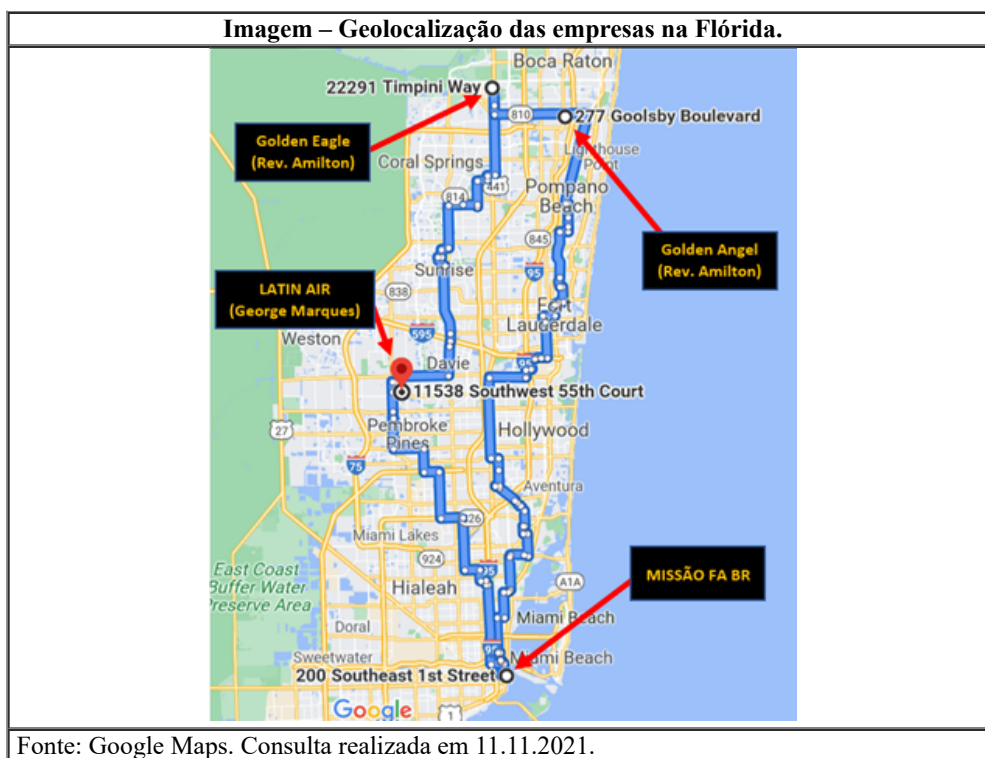 Imagem – Geolocalização das empresas na Flórida.
Boca Raton
22291 Timpini Way
810
277 Goolsby Boulevard
Golden Eagle
(Rev. Amilton)
Lighthouse
Point
Coral Springs
441
814
Pompano
Beach
845
Golden Angel
(Rev. Amilton)
Sunrise
95
LATIN AIR
(George Marques)
838
Fort
Lauderdale
595
Weston
95
Davie
11538 Southwest 55th Court
27
Pembroke
Pines
Hollywood
75
Aventura
826
Miami Lakes
924
95
East Coast
Buffer Water
Preserve Area
Hialeah
A1A
MISSÃO FA BR
Doral
Miami Beach
Sweetwater
Miami Beach
200 Southeast 1st Street
Google
1
Fonte: Google Maps. Consulta realizada em 11.11.2021.